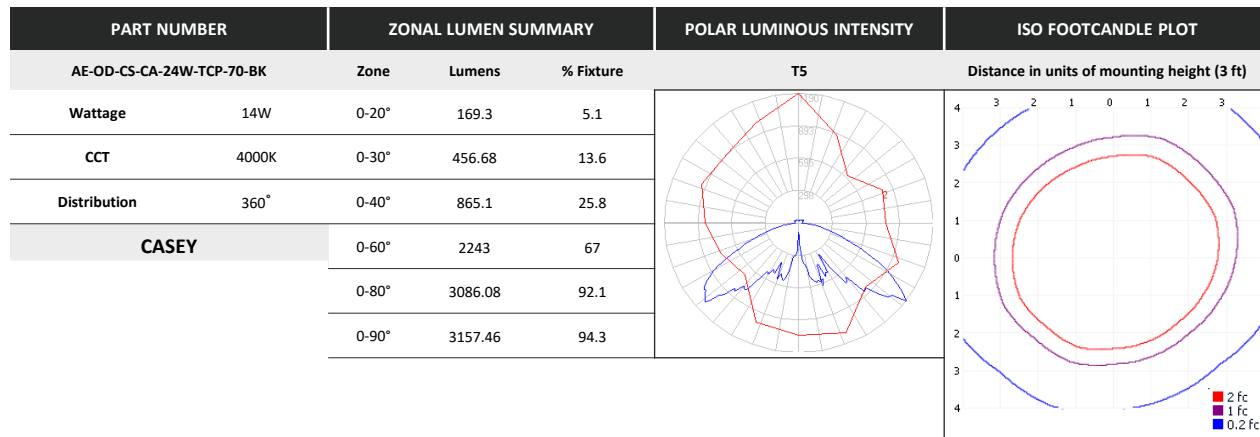 PART NUMBER
ZONAL LUMEN SUMMARY
POLAR LUMINOUS INTENSITY
ISO FOOTCANDLE PLOT
AE-OD-CS-CA-24W-TCP-70-BK
Zone Lumens % Fixture
T5
Distance in units of mounting height (3 ft)
Wattage 14W
CCT 4000K
Distribution 360°
CASEY
0-20° 169.3 5.1
0-30° 456.68 13.6
0-40° 865.1 25.8
0-60° 2243 67
0-80° 3086.08 92.1
0-90° 3157.46 94.3
1190
893
595
298
2
3 2 1 0 1 2 3
4
3
2
1
0
1
2
3
4
2 fc
1 fc
0.2 fc